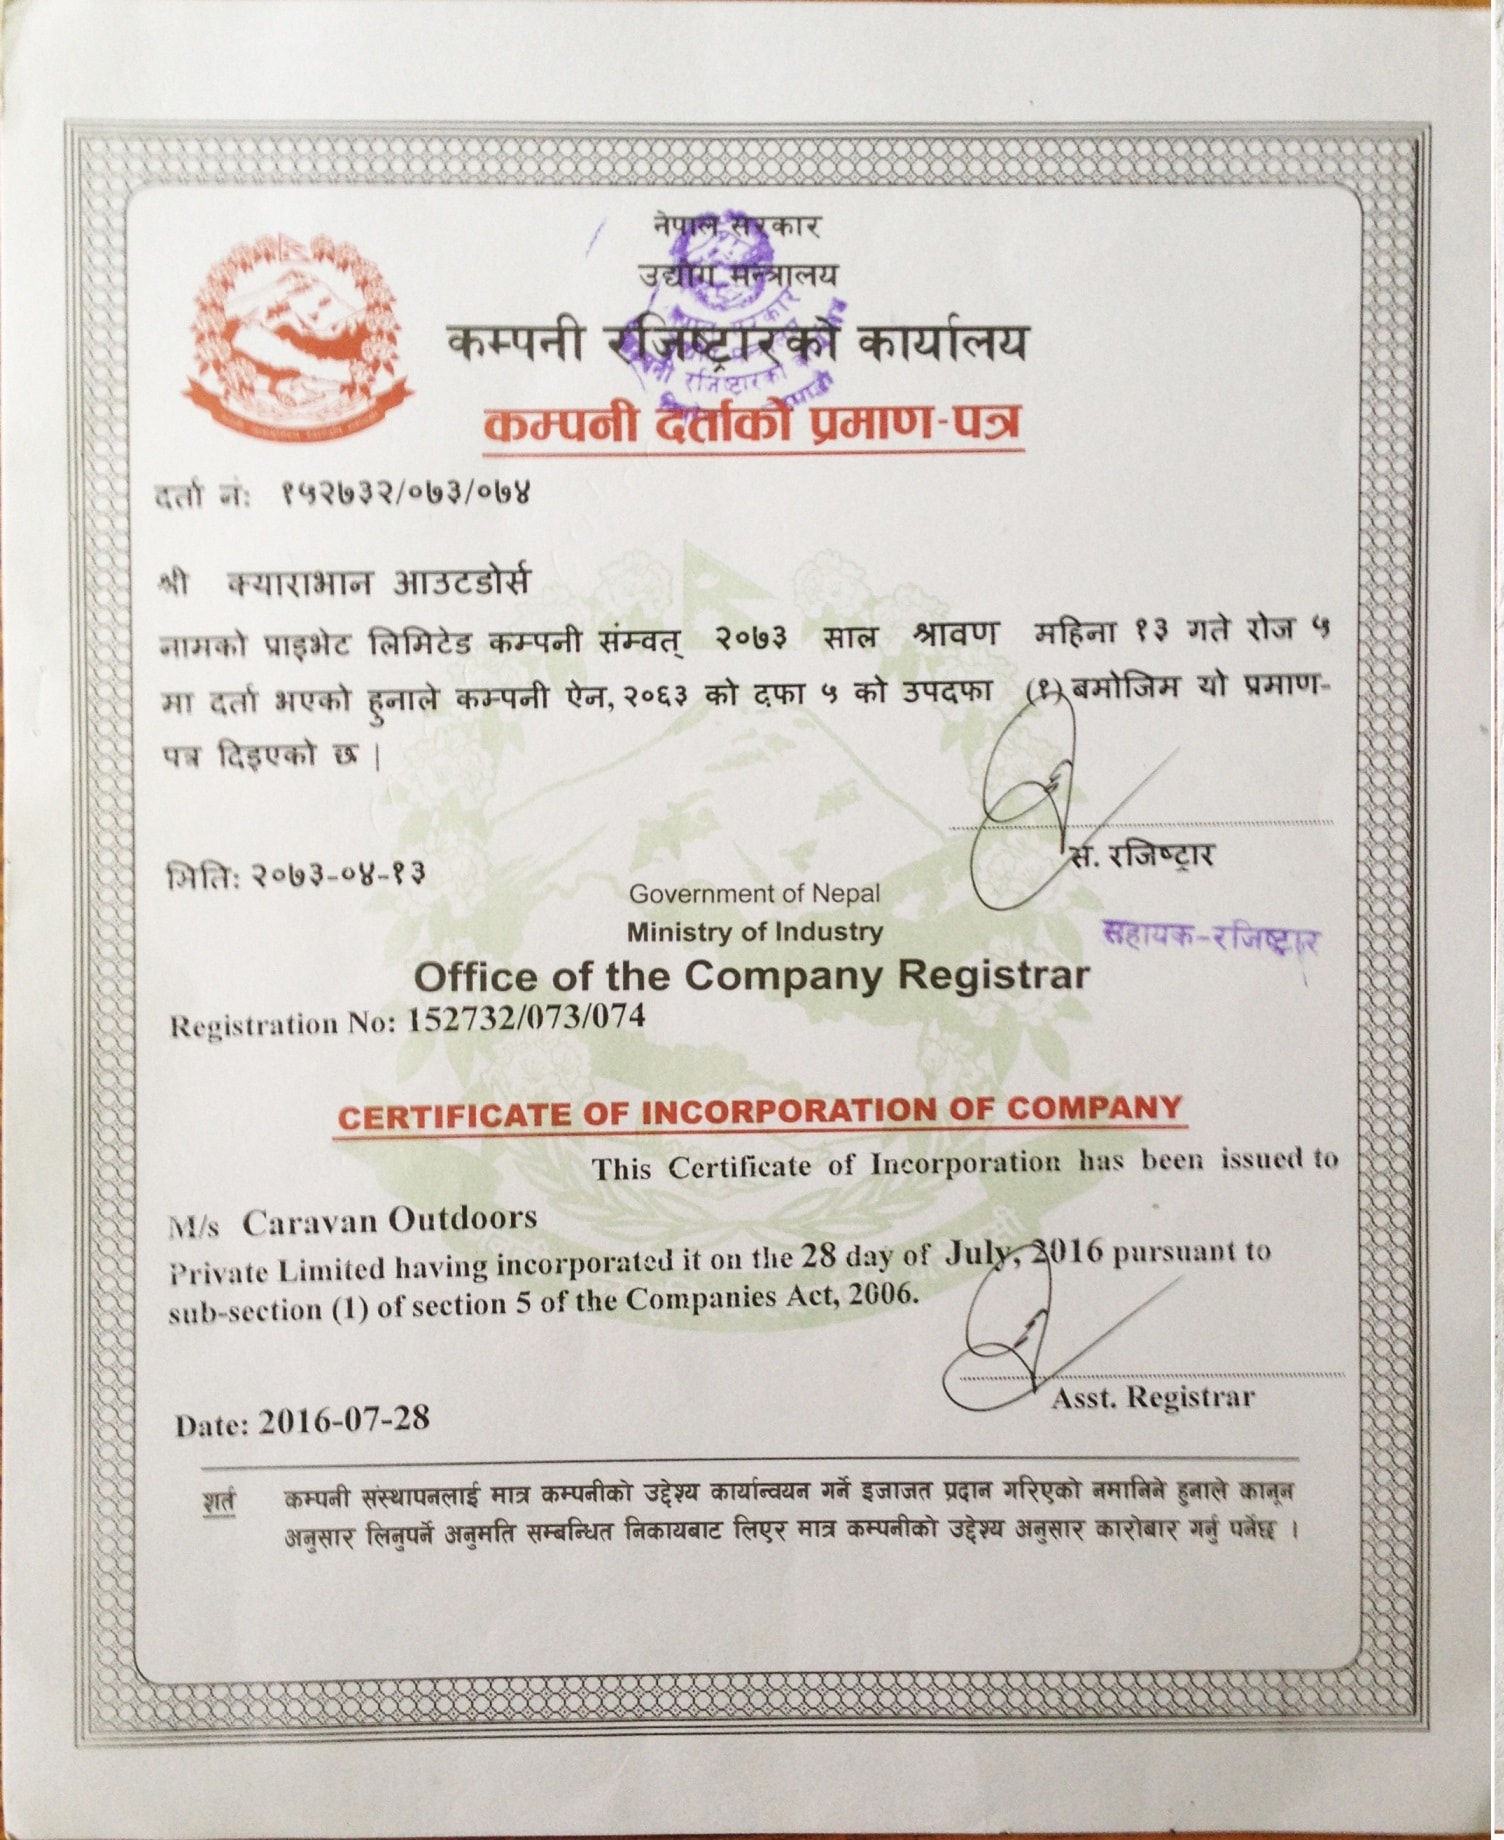 नेपाल सरकार
उद्योग मन्त्रालय
कम्पनी रजिष्ट्रारको कार्यालय
कम्पनी दर्ताको प्रमाण-पत्र
दर्ता नं: १५२७३२/०७३/०७४
श्री क्याराभान आउटडोर्स
नामको प्राइभेट लिमिटेड कम्पनी संम्वत् २०७३ साल श्रावण महिना १३ गते रोज ५
मा दर्ता भएको हुनाले कम्पनी ऐन, २०६३ को दफा ५ को उपदफा (१) बमोजिम यो प्रमाण-
पत्र दिइएको छ |
स. रजिष्ट्रार
मिति: २०७३-०४-१३
सहायक-रजिष्ट्रार
Government of Nepal
Ministry of Industry
Office of the Company Registrar
Registration No: 152732/073/074
CERTIFICATE OF INCORPORATION OF COMPANY
This Certificate of Incorporation has been issued to
M/s Caravan Outdoors
Private Limited having incorporated it on the 28 day of July, 2016 pursuant to
sub-section (1) of section 5 of the Companies Act, 2006.
Asst. Registrar
Date: 2016-07-28
शर्त कम्पनी संस्थापनलाई मात्र कम्पनीको उद्देश्य कार्यान्वयन गर्ने इजाजत प्रदान गरिएको नमानिने हुनाले कानून
अनुसार लिनुपर्ने अनुमति सम्बन्धित निकायबाट लिएर मात्र कम्पनीको उद्देश्य अनुसार कारोबार गर्नु पर्नेछ ।